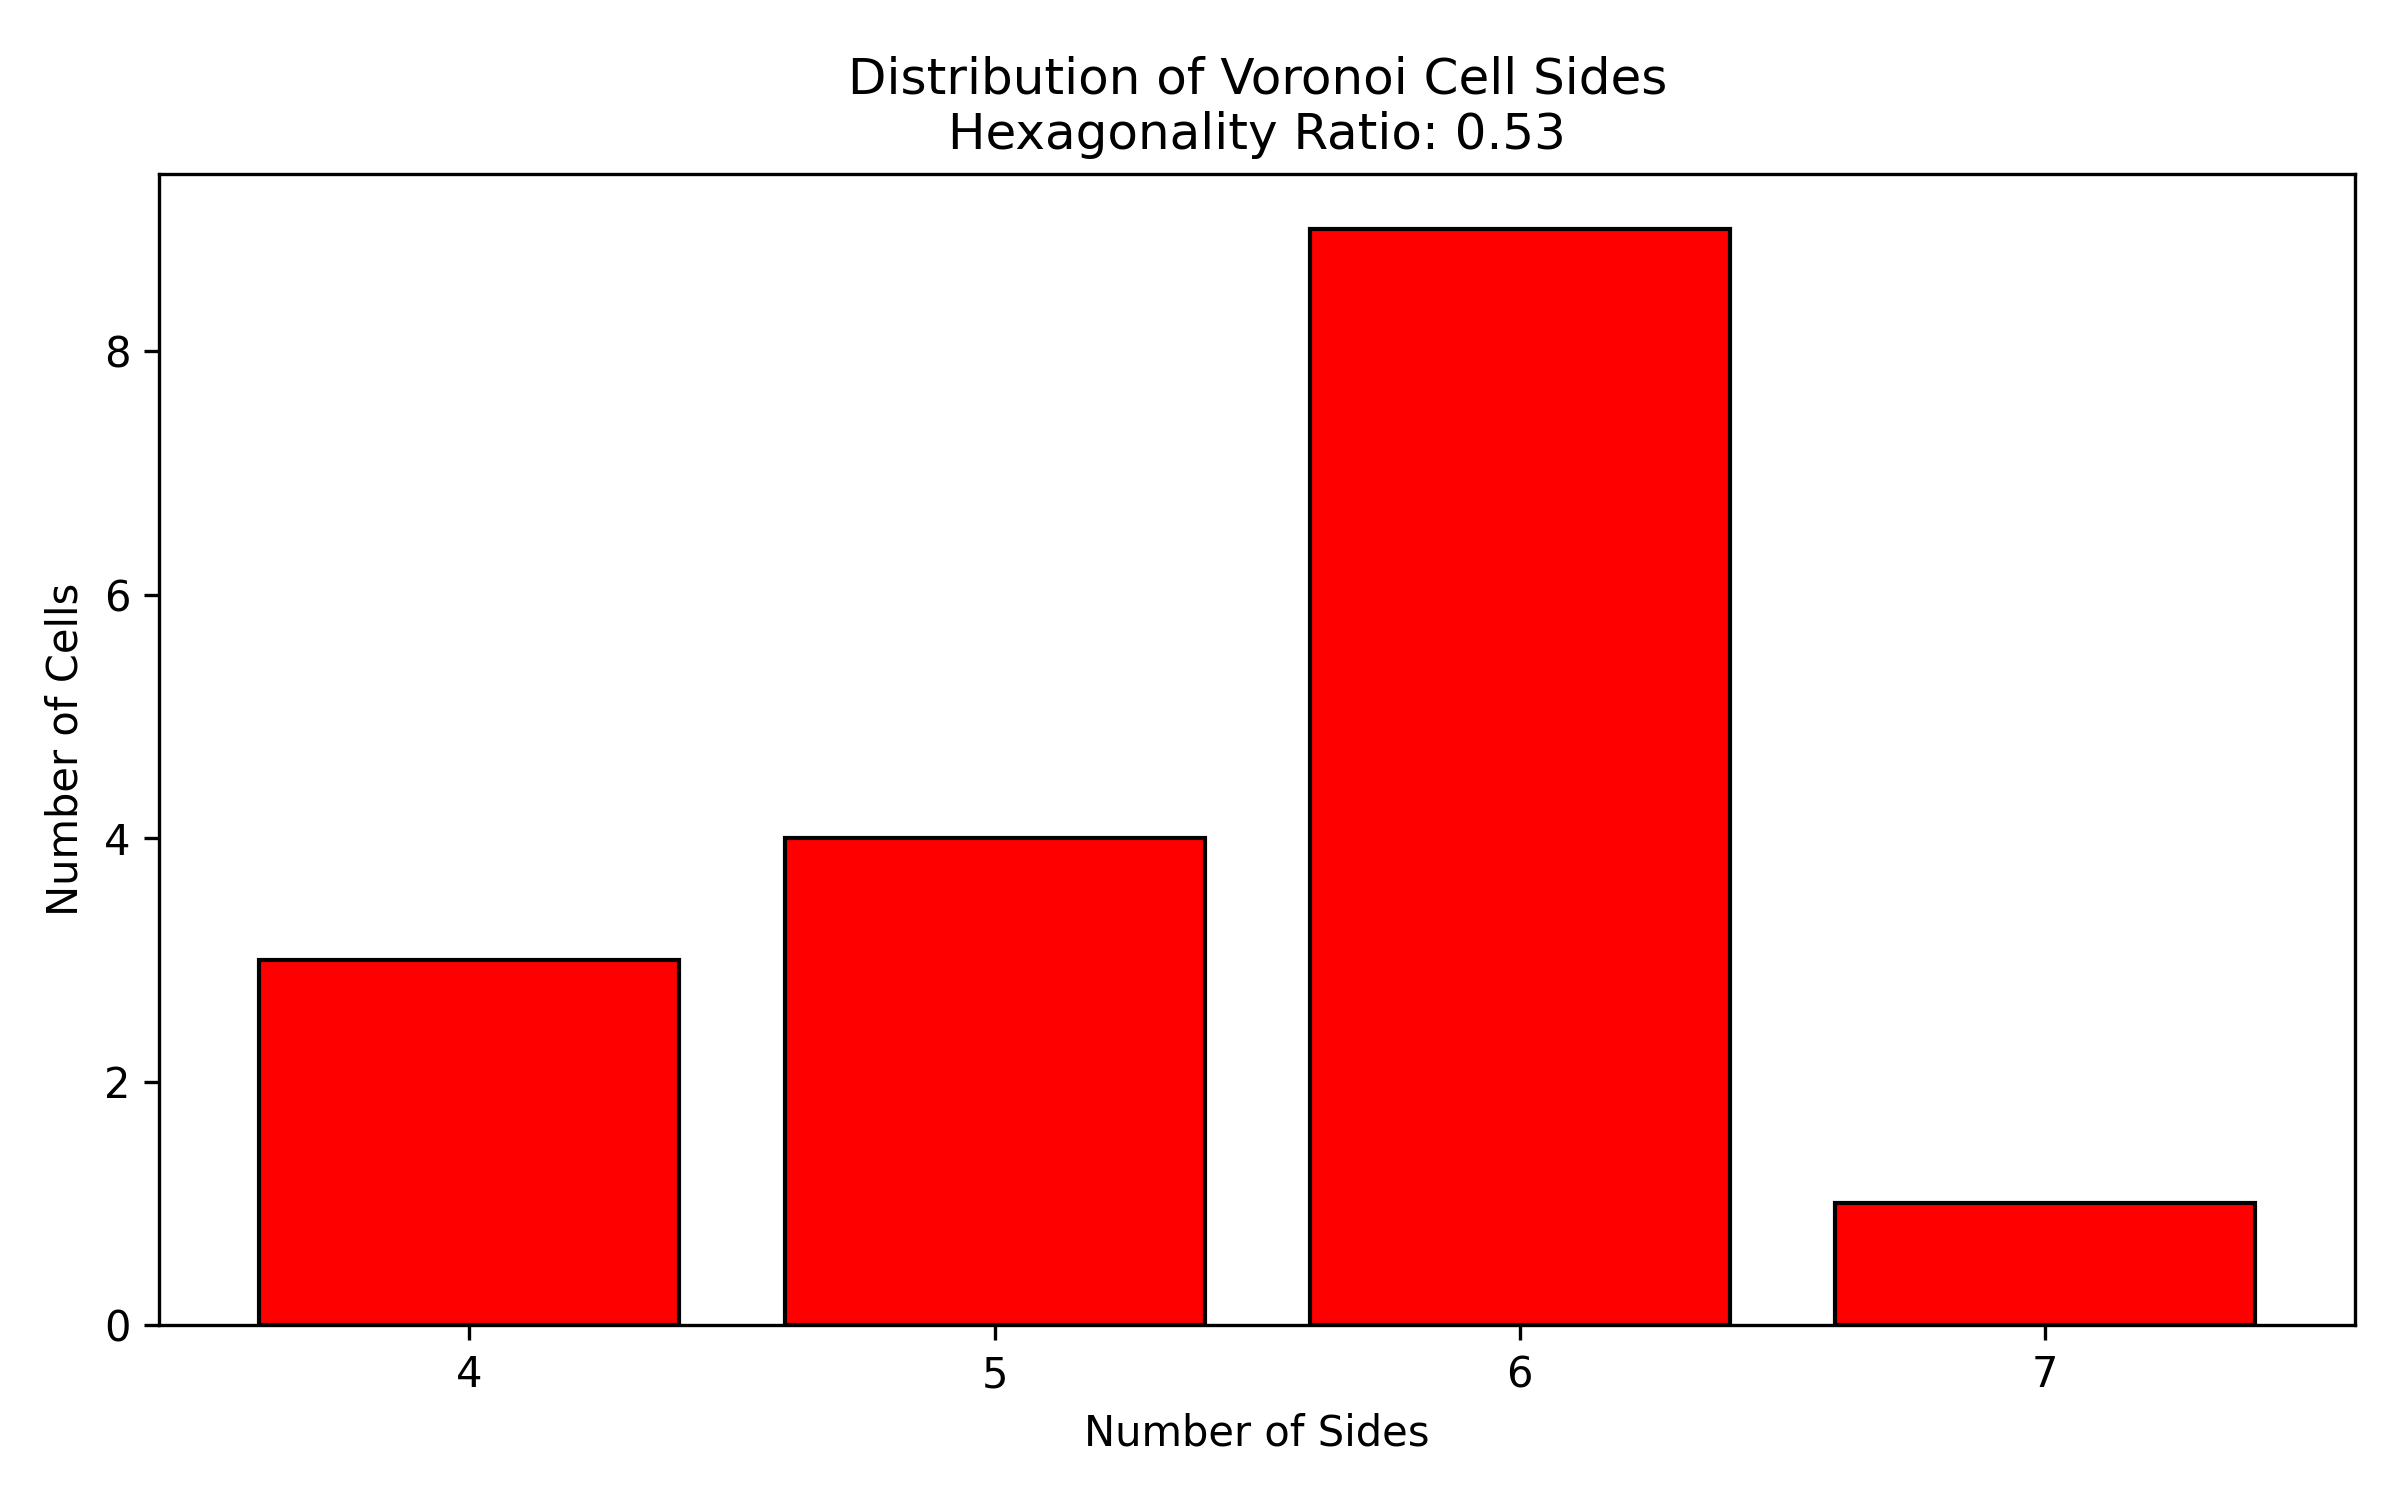 Distribution of Voronoi Cell Sides
Hexagonality Ratio: 0.53
Number of Cells
8
6
4
2
0
4 5 6 7
Number of Sides